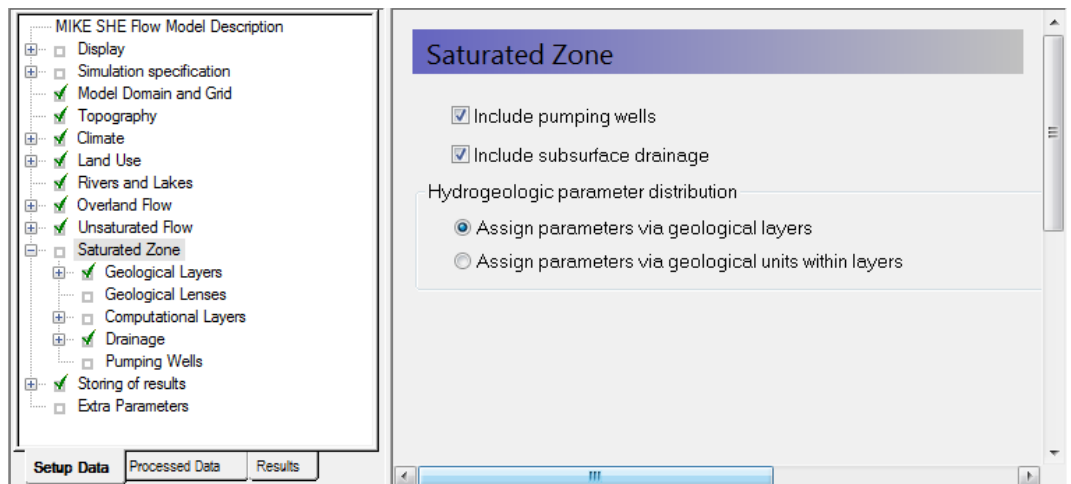 MIKE SHE Flow Model Description
Display
Simulation specification
Model Domain and Grid
Topography
Climate
Land Use
Rivers and Lakes
Overland Flow
Unsaturated Flow
Saturated Zone
Geological Layers
Geological Lenses
Computational Layers
Drainage
Pumping Wells
Storing of results
Extra Parameters
Setup Data
Processed Data
Results
Saturated Zone
Include pumping wells
Include subsurface drainage
Hydrogeologic parameter distribution
Assign parameters via geological layers
Assign parameters via geological units within layers